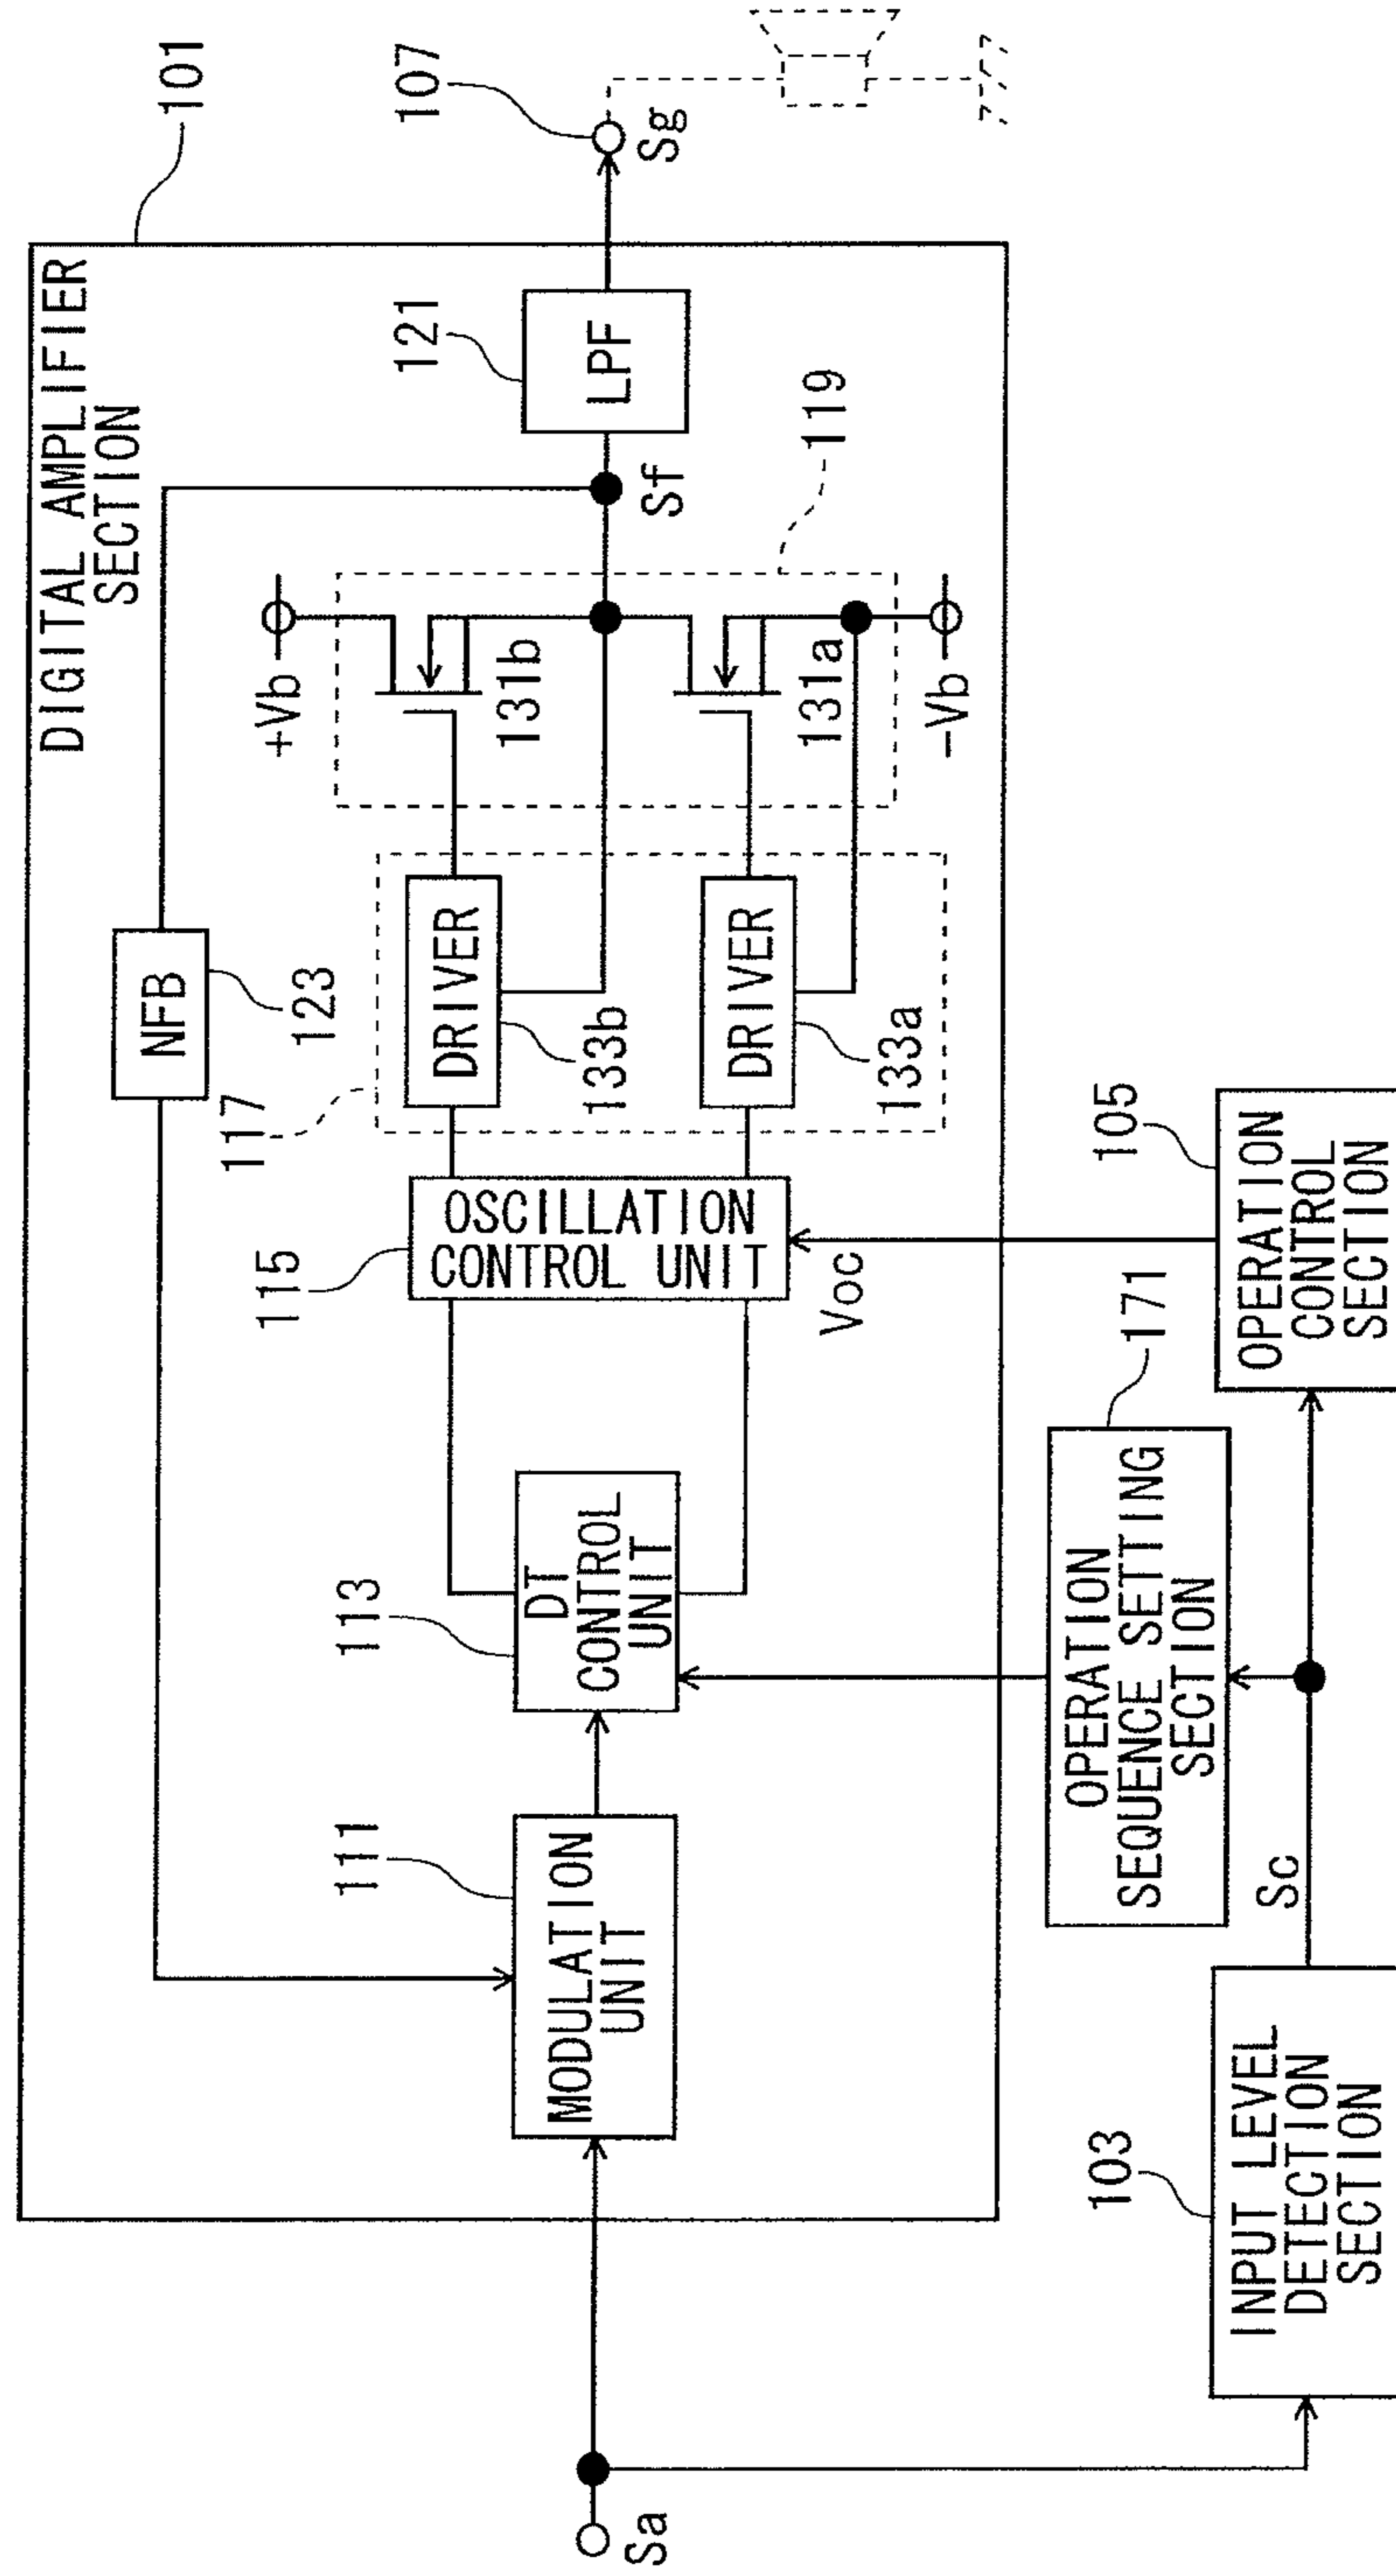 DIGITAL AMPLIFIER
SECTION
101
NFB
123
117
+Vb
107
Sg
121
LPF
Sf
119
131b
131a
-Vb
DRIVER
133b
DRIVER
133a
115
OSCILLATION
CONTROL UNIT
Voc
113
DT
CONTROL
UNIT
111
MODULATION
UNIT
Sa
103
INPUT LEVEL
DETECTION
SECTION
Sc
171
OPERATION
SEQUENCE SETTING
SECTION
105
OPERATION
CONTROL
SECTION